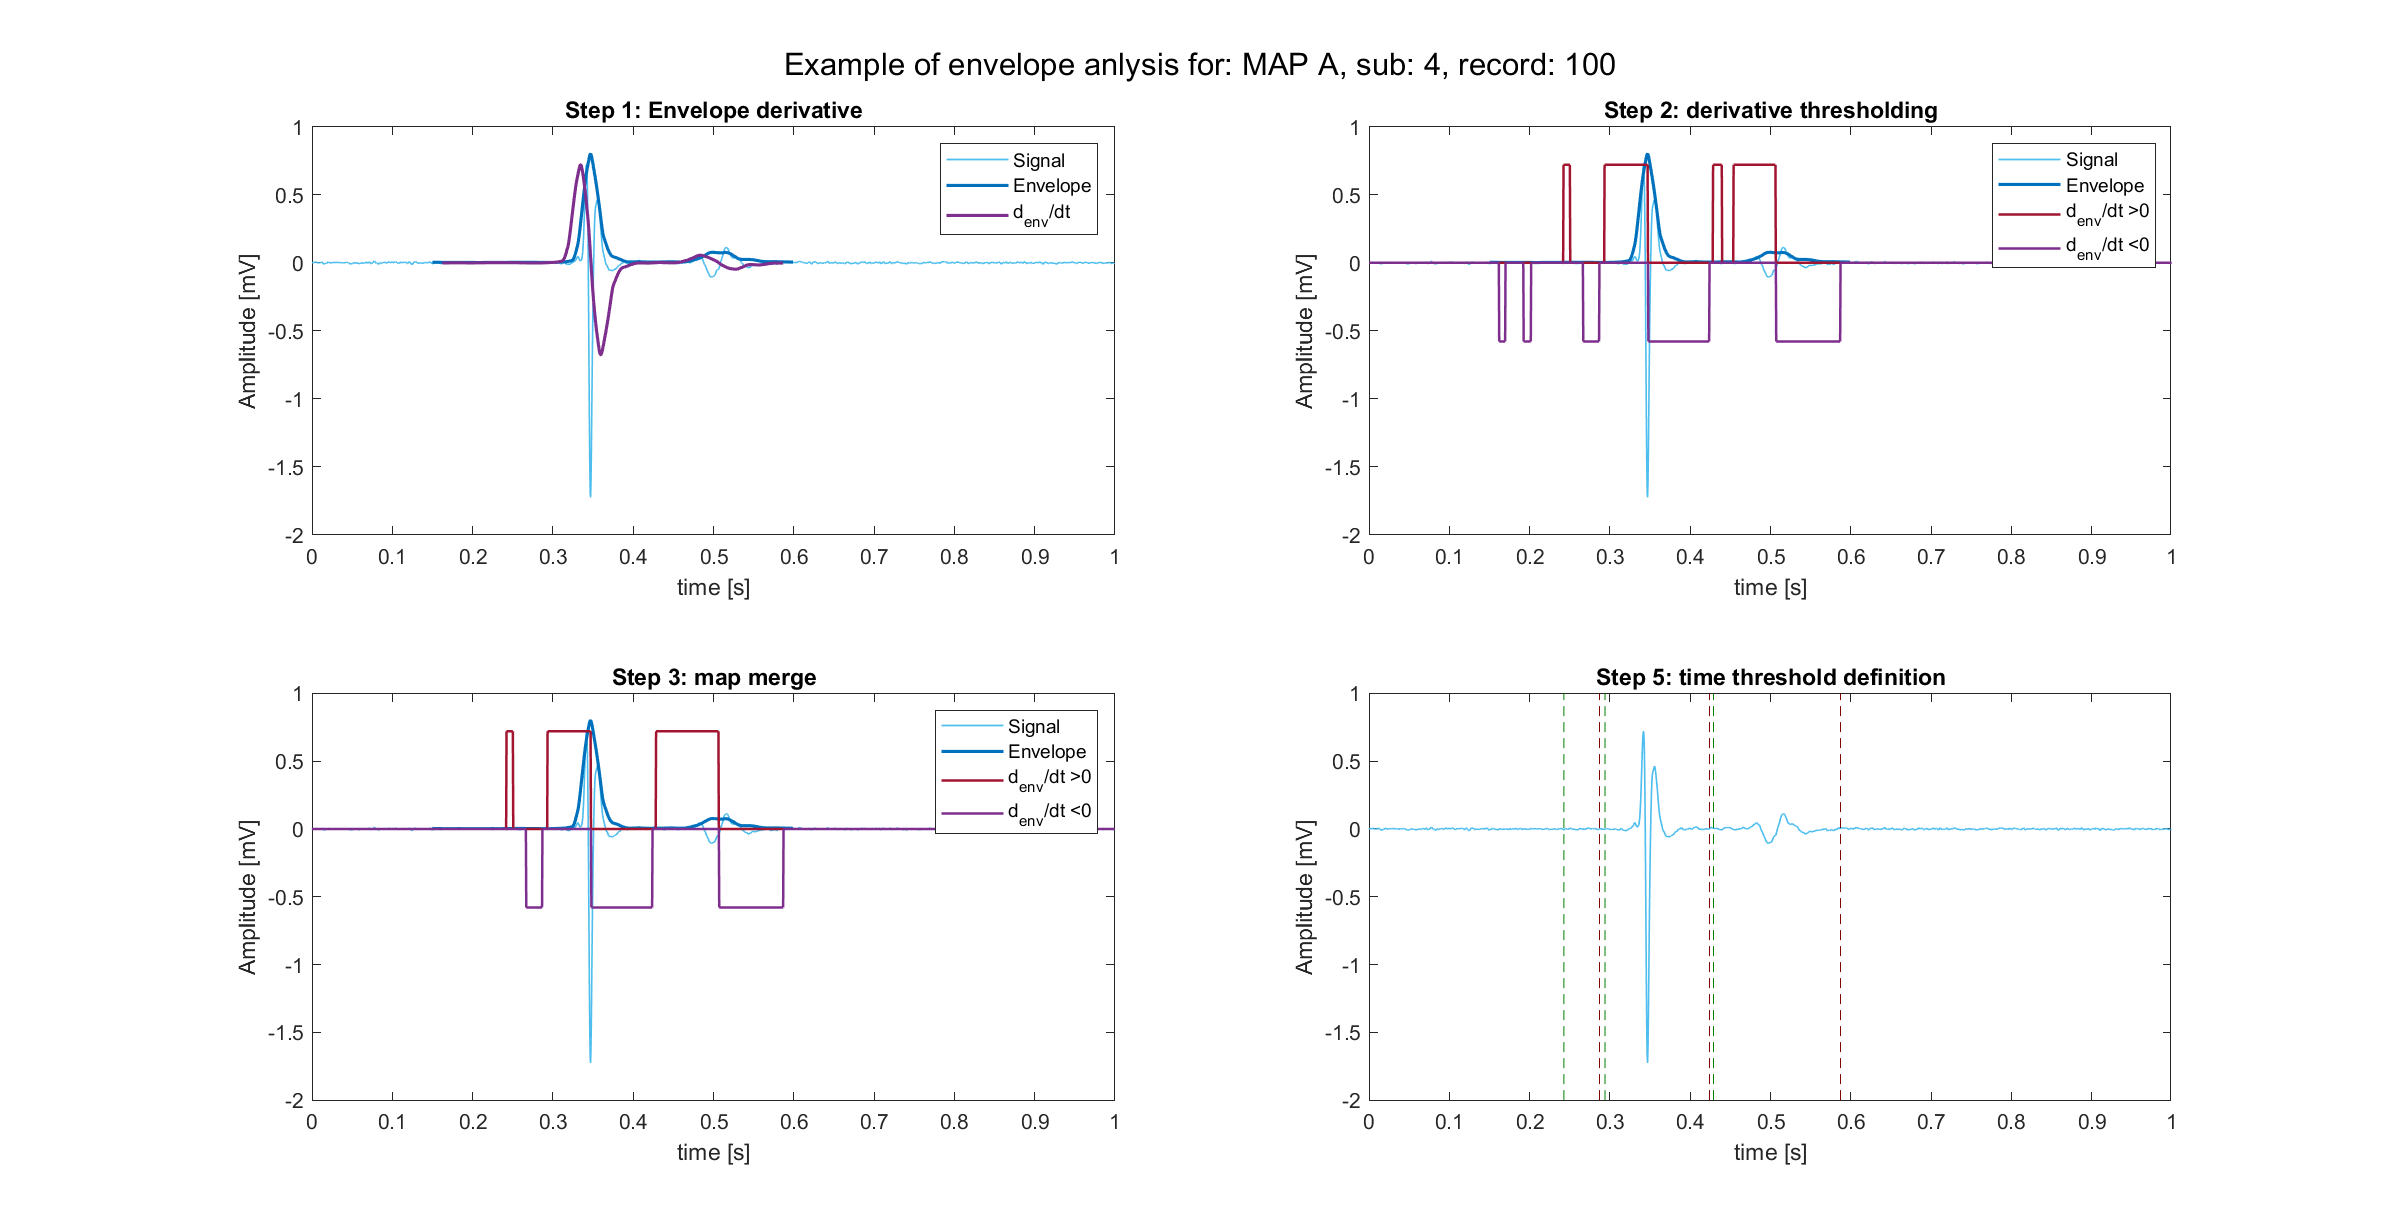 Example of envelope anlysis for: MAP A, sub: 4, record: 100
Step 1: Envelope derivative
1
0.5
0
-0.5
-1
-1.5
-2
Amplitude [mV]
0 0.1 0.2 0.3 0.4 0.5 0.6 0.7 0.8 0.9 1
time [s]
Signal
Envelope
d_env/dt
Step 2: derivative thresholding
1
0.5
0
-0.5
-1
-1.5
-2
Amplitude [mV]
0 0.1 0.2 0.3 0.4 0.5 0.6 0.7 0.8 0.9 1
time [s]
Signal
Envelope
d_env/dt >0
d_env/dt <0
Step 3: map merge
1
0.5
0
-0.5
-1
-1.5
-2
Amplitude [mV]
0 0.1 0.2 0.3 0.4 0.5 0.6 0.7 0.8 0.9 1
time [s]
Signal
Envelope
d_env/dt >0
d_env/dt <0
Step 5: time threshold definition
1
0.5
0
-0.5
-1
-1.5
-2
Amplitude [mV]
0 0.1 0.2 0.3 0.4 0.5 0.6 0.7 0.8 0.9 1
time [s]